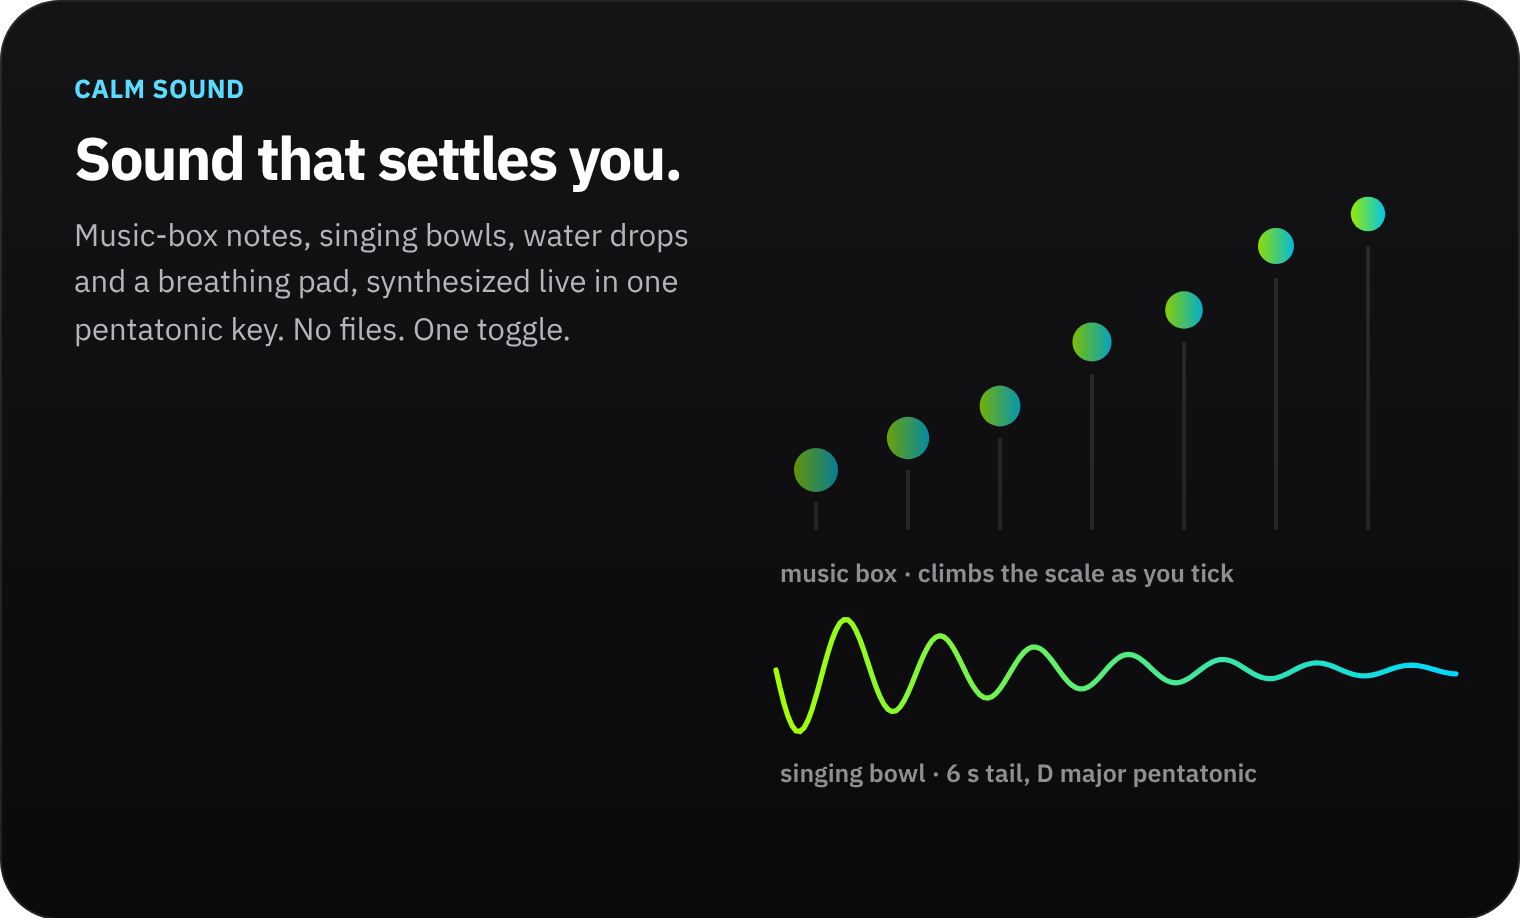 CALM SOUND
Sound that settles you.
Music-box notes, singing bowls, water drops
and a breathing pad, synthesized live in one
pentatonic key. No files. One toggle.
music box · climbs the scale as you tick
singing bowl · 6 s tail, D major pentatonic